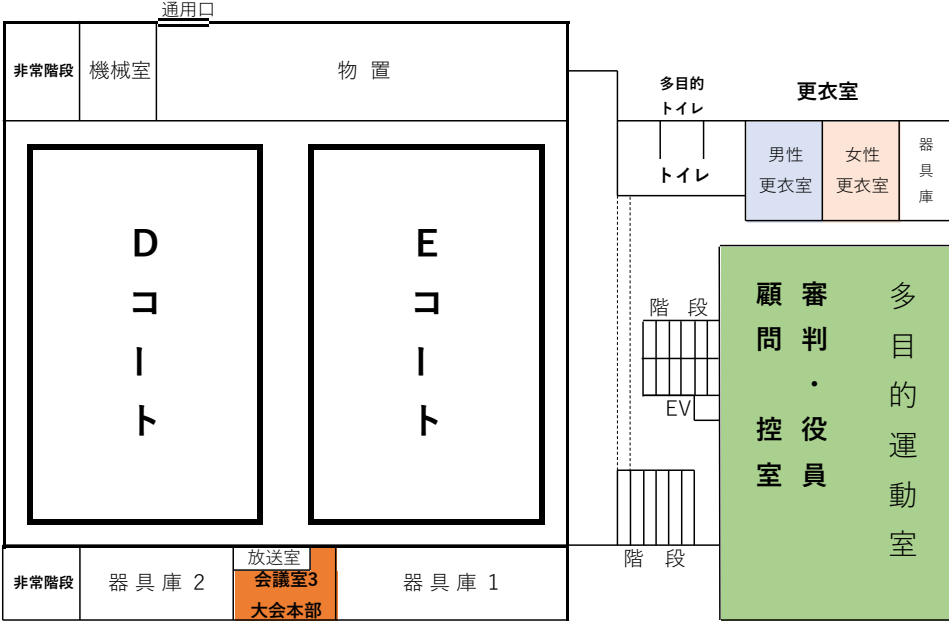 通用口
非常階段
機械室
物 置
多目的
トイレ
更衣室
トイレ
男性
更衣室
女性
更衣室
器具庫
Dコート
Eコート
階 段
EV
審判・役員
顧問 控室
多目的運動室
階 段
非常階段
器具庫 2
放送室
会議室3
大会本部
器具庫 1